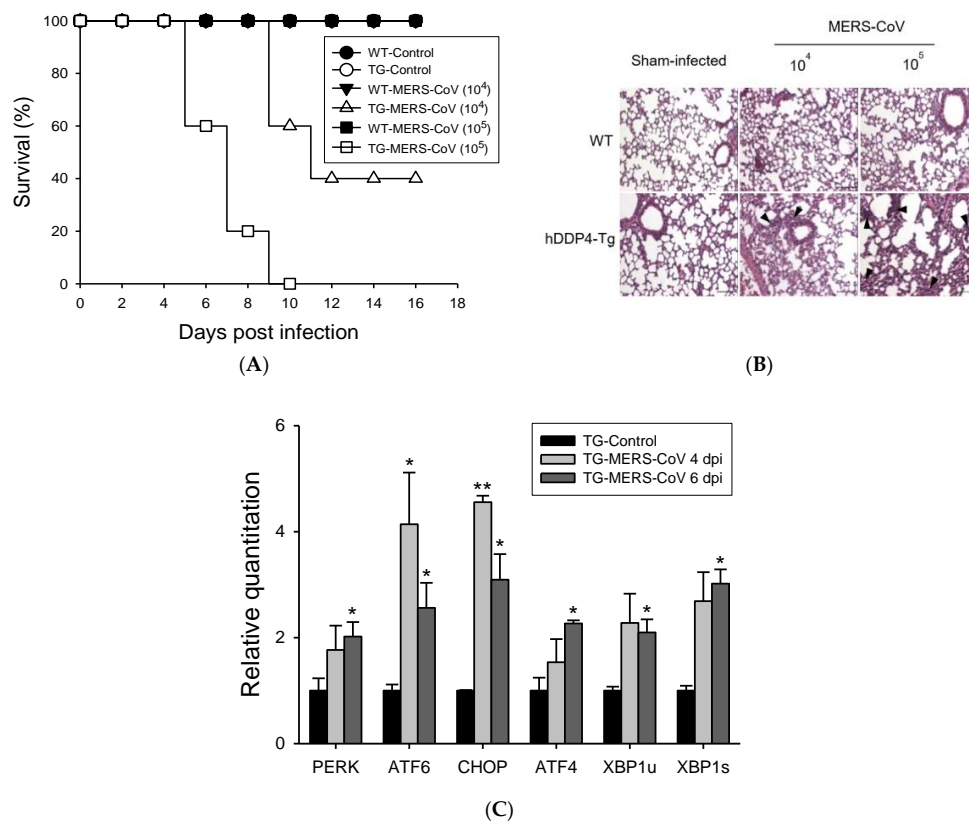 A
100
80
60
40
20
0
Survival (%)
WT-Control
TG-Control
WT-MERS-CoV (10⁴)
TG-MERS-CoV (10⁴)
WT-MERS-CoV (10⁵)
TG-MERS-CoV (10⁵)
0 2 4 6 8 10 12 14 16 18
Days post infection
(A)
B
MERS-CoV
Sham-infected 10⁴ 10⁵
WT
hDDP4-Tg
(B)
6
4
2
0
Relative quantitation
TG-Control
TG-MERS-CoV 4 dpi
TG-MERS-CoV 6 dpi
* * * ** * * * *
PERK ATF6 CHOP ATF4 XBP1u XBP1s
(C)